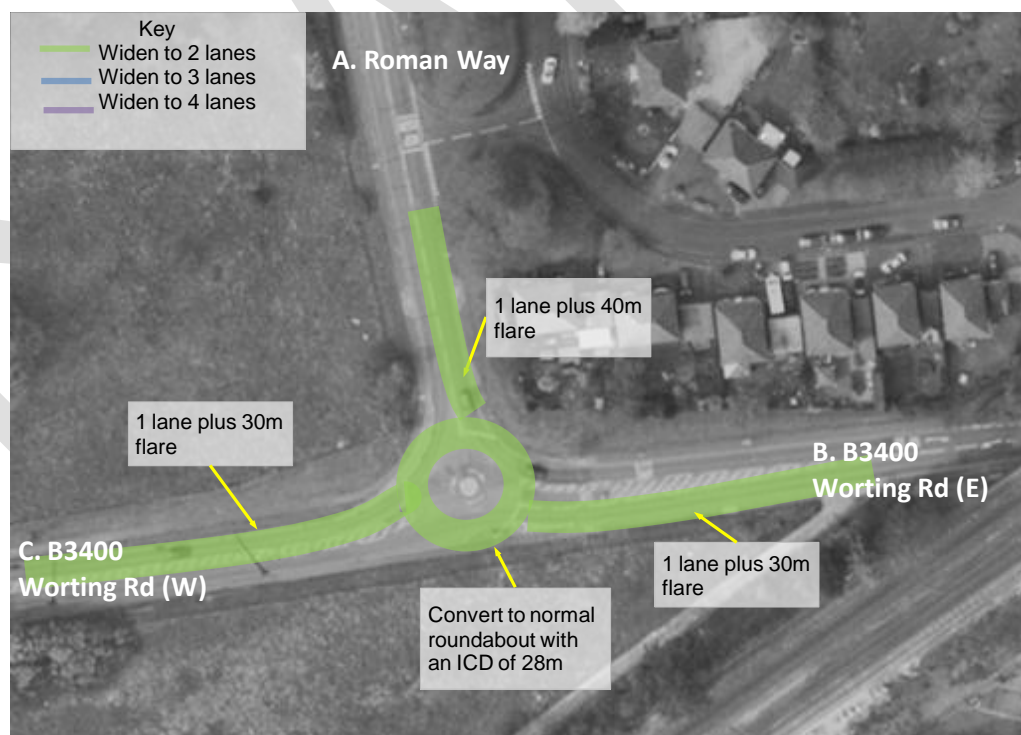 Key
Widen to 2 lanes
Widen to 3 lanes
Widen to 4 lanes
A. Roman Way
1 lane plus 40m
flare
1 lane plus 30m
flare
B. B3400
Worting Rd (E)
C. B3400
Worting Rd (W)
1 lane plus 30m
flare
Convert to normal
roundabout with
an ICD of 28m